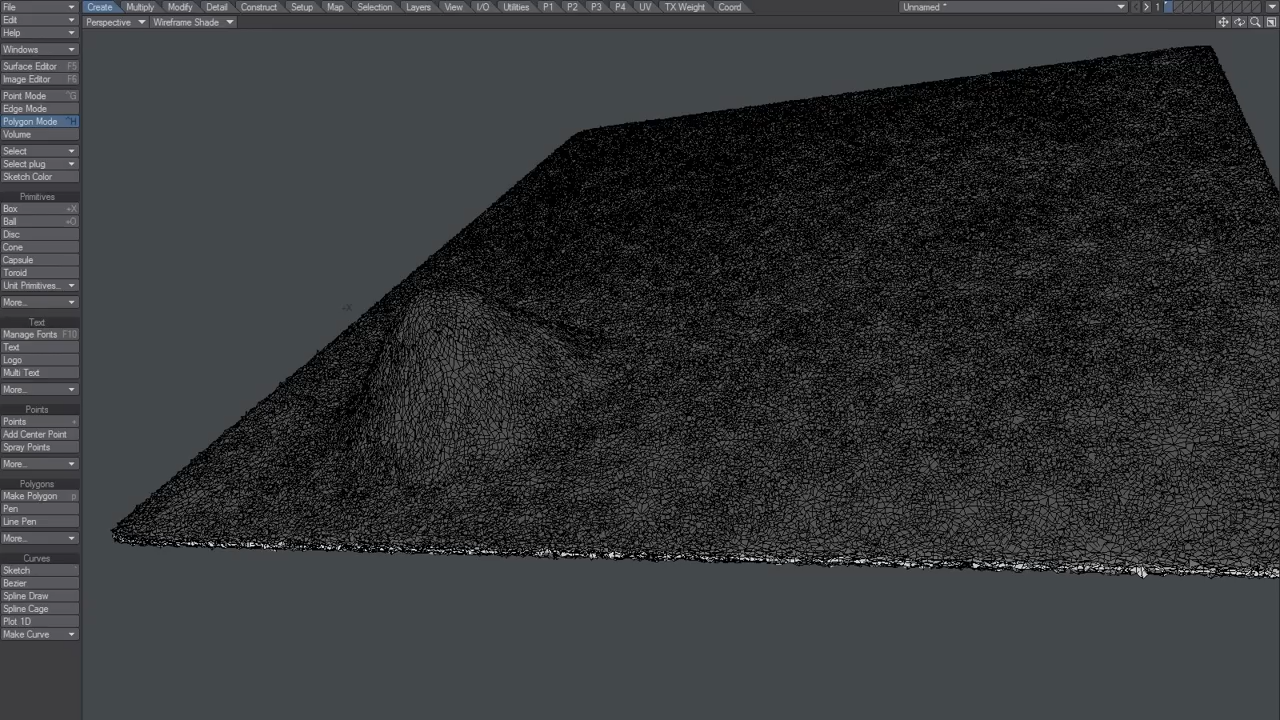 File Create Multiply Modify Detail Construct Setup Map Selection Layers View I/O Utilities P1 P2 P3 P4 UV TX Weight Coord Unnamed * 1
Edit Perspective Wireframe Shade
Help
Windows
Surface Editor F5
Image Editor F6
Point Mode ^G
Edge Mode
Polygon Mode ^H
Volume
Select
Select plug
Sketch Color
Primitives
Box +X
Ball +O
Disc
Cone
Capsule
Toroid
Unit Primitives...
More...
Text
Manage Fonts F10
Text
Logo
Multi Text
More...
Points
Points +
Add Center Point
Spray Points
More...
Polygons
Make Polygon p
Pen
Line Pen
More...
Curves
Sketch
Bezier
Spline Draw
Spline Cage
Plot 1D
Make Curve